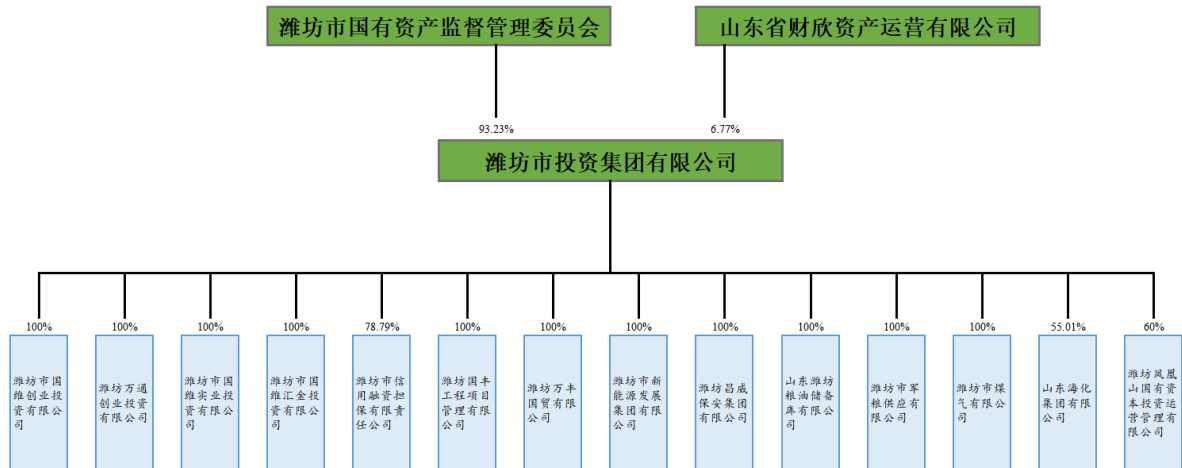 潍坊市国有资产监督管理委员会
山东省财欣资产运营有限公司
93.23%
6.77%
潍坊市投资集团有限公司
100%
100%
100%
100%
78.79%
100%
100%
100%
100%
100%
100%
100%
55.01%
60%
潍坊市国
维创业投
资有限公
司
潍坊万通
创业投资
有限公司
潍坊市国
维实业投
资有限公
司
潍坊市国
维汇金投
资有限公
司
潍坊市信
用融资担
保有限责
任公司
潍坊国丰
工程项目
管理有限
公司
潍坊万丰
国贸有限
公司
潍坊市新
能源发展
集团有限
公司
潍坊昌威
保安集团
有限公司
山东潍坊
粮油储备
库有限公
司
潍坊市军
粮供应有
限公司
潍坊市煤
气有限公
司
山东海化
集团有限
公司
潍坊凤凰
山国有资
本投资运
营管理有
限公司